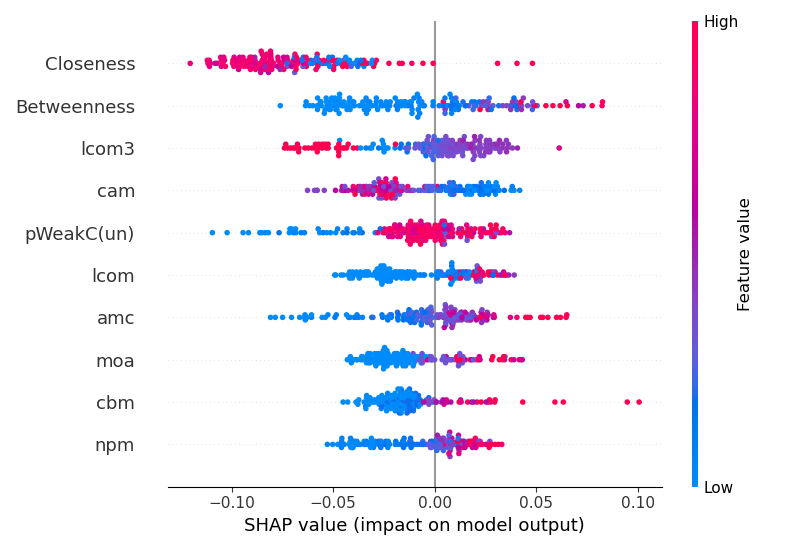 High
Closeness
Betweenness
lcom3
cam
pWeakC(un)
lcom
amc
moa
cbm
npm
Feature value
Low
−0.10 −0.05 0.00 0.05 0.10
SHAP value (impact on model output)